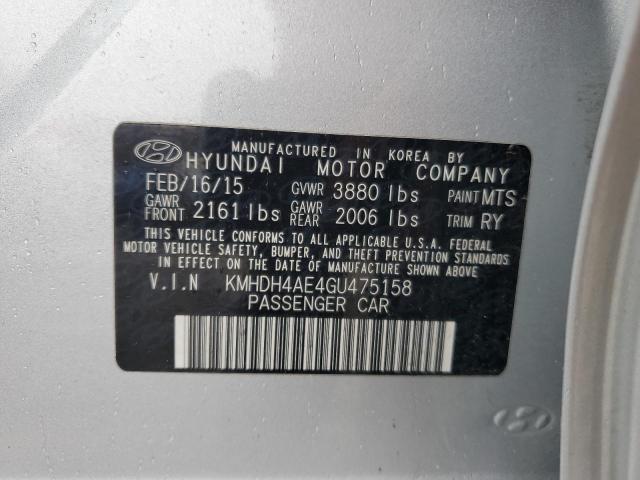 MANUFACTURED IN KOREA BY
HYUNDAI MOTOR COMPANY
FEB/16/15 GVWR 3880 lbs PAINT MTS
GAWR FRONT 2161 lbs GAWR REAR 2006 lbs TRIM RY
THIS VEHICLE CONFORMS TO ALL APPLICABLE U.S.A. FEDERAL
MOTOR VEHICLE SAFETY, BUMPER, AND THEFT PREVENTION STANDARDS
IN EFFECT ON THE DATE OF MANUFACTURE SHOWN ABOVE.
V.I.N KMHDH4AE4GU475158
PASSENGER CAR